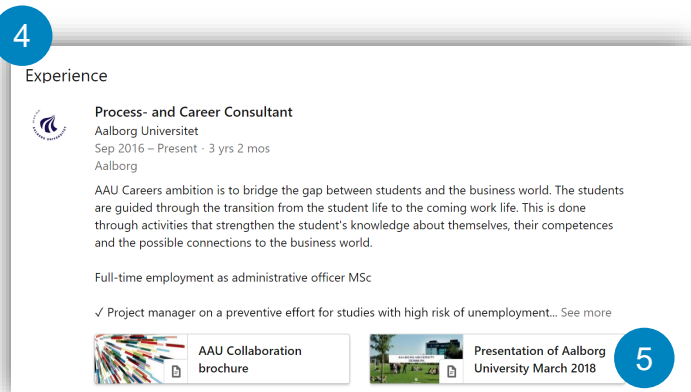 4
Experience
Process- and Career Consultant
Aalborg Universitet
Sep 2016 – Present · 3 yrs 2 mos
Aalborg
AAU Careers ambition is to bridge the gap between students and the business world. The students
are guided through the transition from the student life to the coming work life. This is done
through activities that strengthen the student's knowledge about themselves, their competences
and the possible connections to the business world.
Full-time employment as administrative officer MSc
✓ Project manager on a preventive effort for studies with high risk of unemployment... See more
AAU Collaboration
brochure
Presentation of Aalborg
University March 2018
5